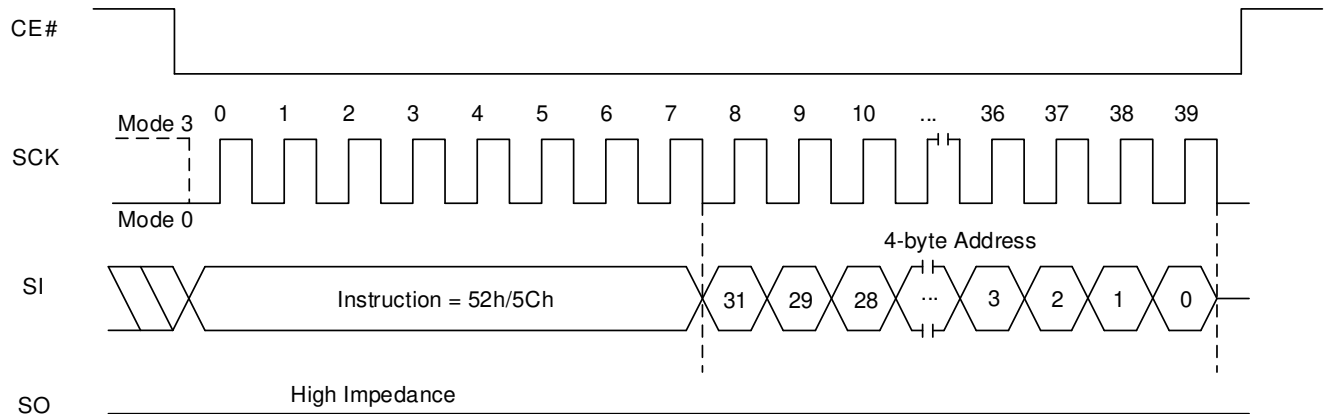 CE#
0 1 2 3 4 5 6 7 8 9 10 ... 36 37 38 39
Mode 3
SCK
Mode 0
4-byte Address
SI
Instruction = 52h/5Ch 31 29 28 ... 3 2 1 0
High Impedance
SO